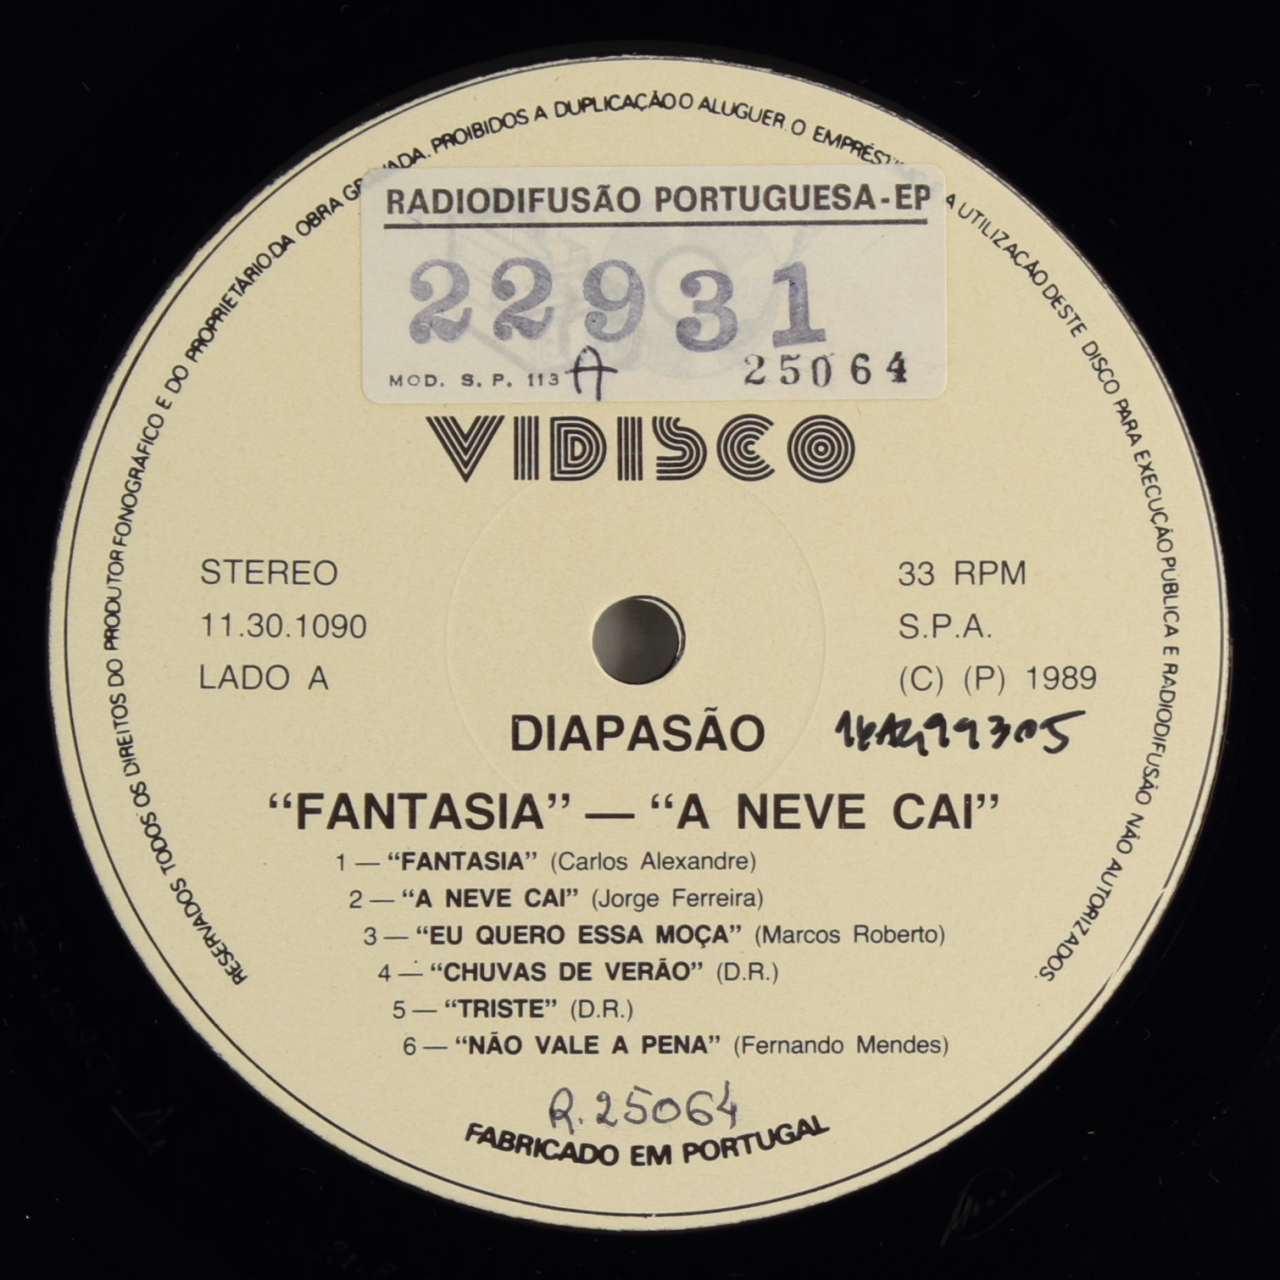 RESERVADOS TODOS OS DIREITOS DO PRODUTOR FONOGRÁFICO E DO PROPRIETÁRIO DA OBRA GRAVADA. PROIBIDOS A DUPLICAÇÃO O ALUGUER. O EMPRÉST A UTILIZAÇÃO DESTE DISCO PARA EXECUÇÃO PUBLICA E RADIODIFUSÃO NÃO AUTORIZADOS.
RADIODIFUSÃO PORTUGUESA-EP
22931
MOD. S. P. 113 A 25064
VIDISCO
STEREO
11.30.1090
LADO A
33 RPM
S.P.A.
(C) (P) 1989
DIAPASÃO
“FANTASIA” — “A NEVE CAI”
1 — “FANTASIA” (Carlos Alexandre)
2 — “A NEVE CAI” (Jorge Ferreira)
3 — “EU QUERO ESSA MOÇA” (Marcos Roberto)
4 — “CHUVAS DE VERÃO” (D.R.)
5 — “TRISTE” (D.R.)
6 — “NÃO VALE A PENA” (Fernando Mendes)
R. 25064
FABRICADO EM PORTUGAL